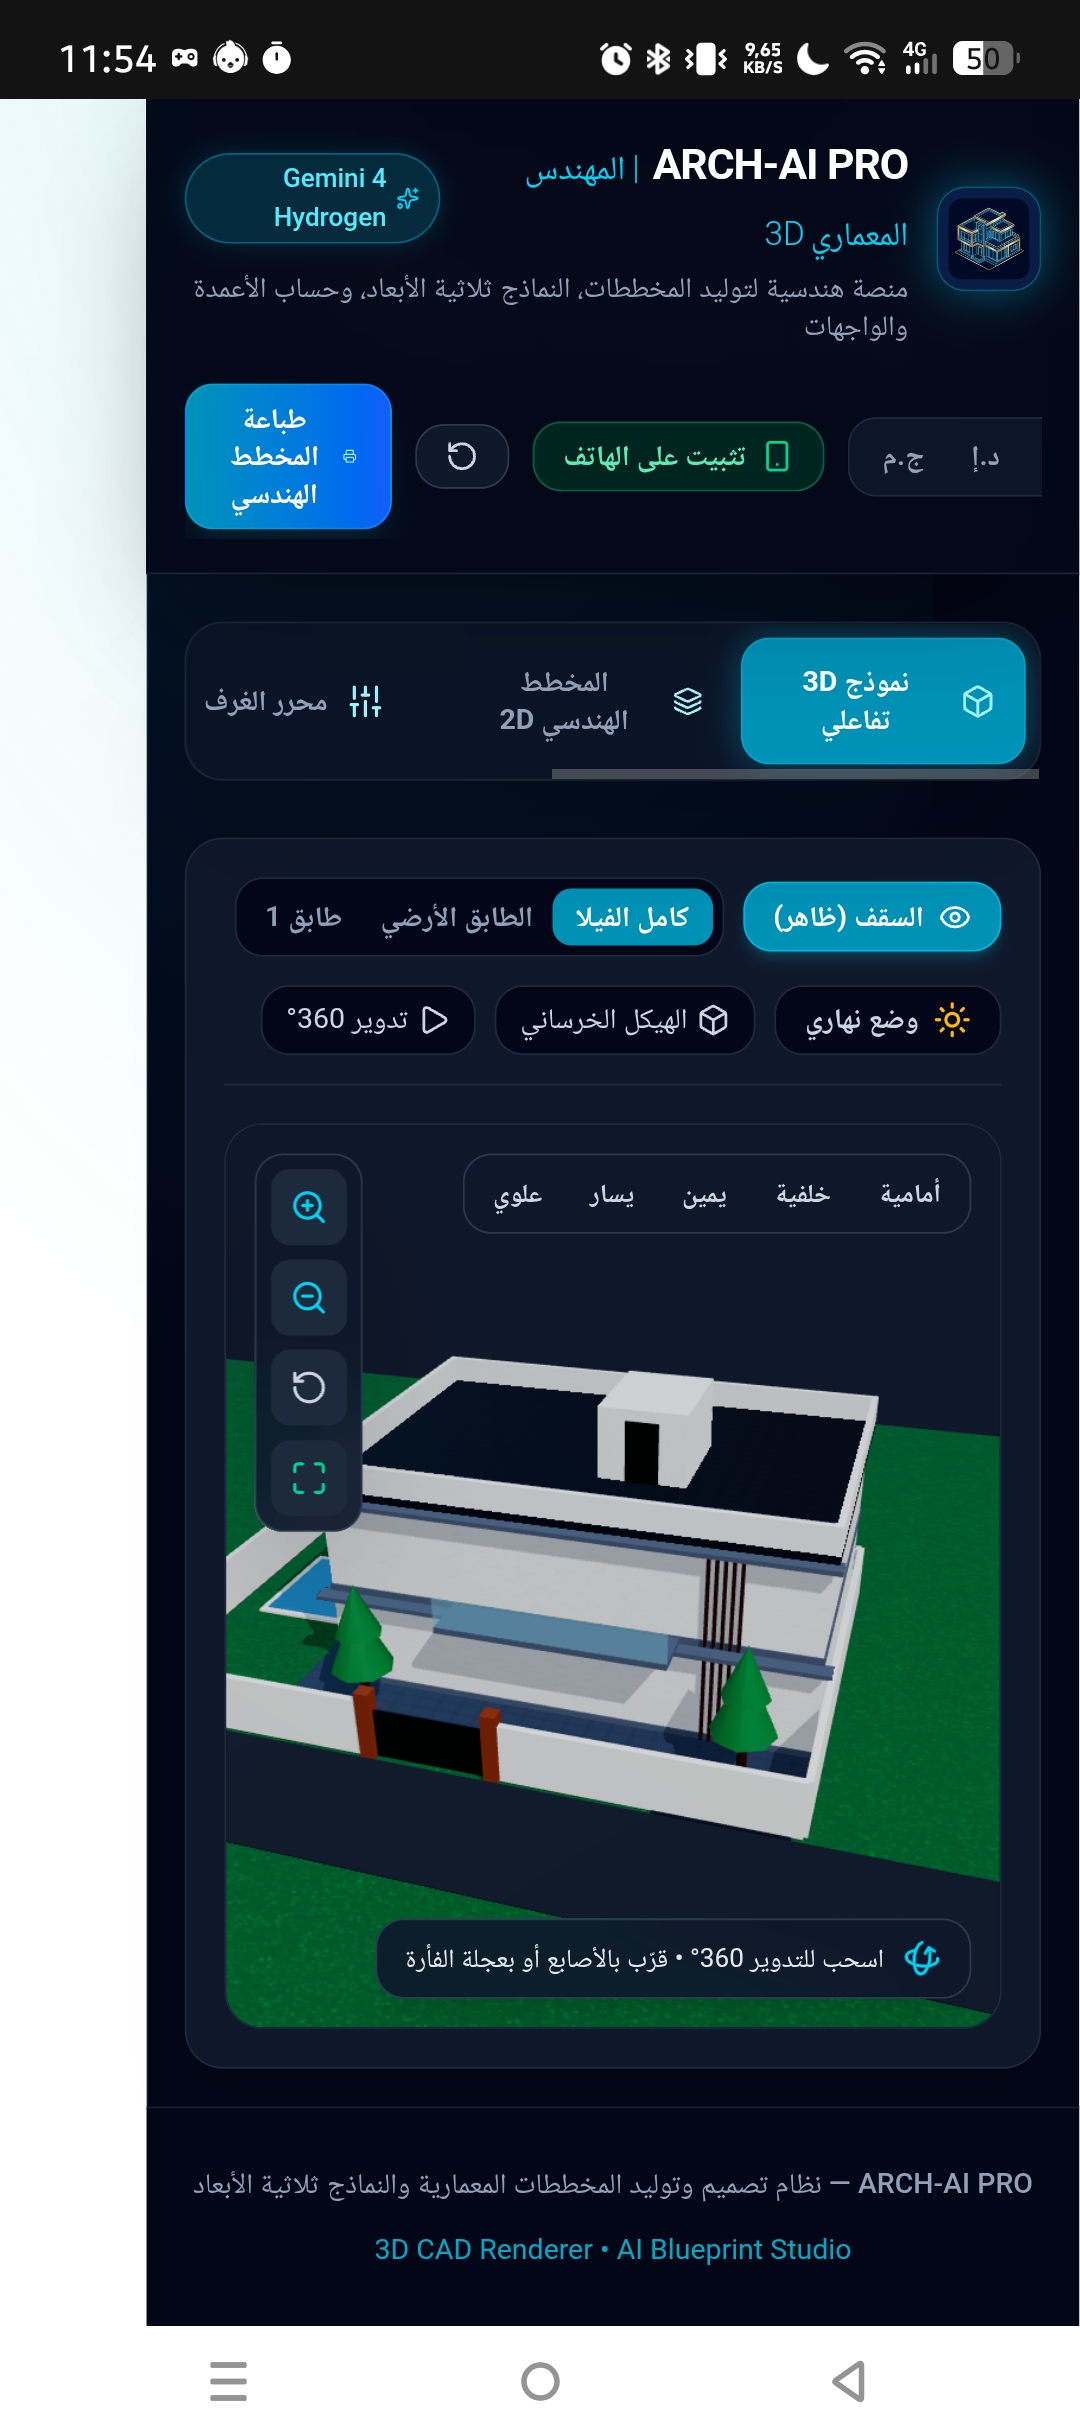 11:54
9,65
KB/S
4G
50
ARCH-AI PRO | المهندس
المعماري 3D
Gemini 4
Hydrogen
منصة هندسية لتوليد المخططات، النماذج ثلاثية الأبعاد، وحساب الأعمدة
والواجهات
د.إ
ج.م
تثبيت على الهاتف
طباعة
المخطط
الهندسي
نموذج 3D
تفاعلي
المخطط
الهندسي 2D
محرر الغرف
السقف (ظاهر)
كامل الفيلا
الطابق الأرضي
طابق 1
وضع نهاري
الهيكل الخرساني
تدوير 360°
أمامية
خلفية
يمين
يسار
علوي
اسحب للتدوير 360° • قرّب بالأصابع أو بعجلة الفأرة
ARCH-AI PRO — نظام تصميم وتوليد المخططات المعمارية والنماذج ثلاثية الأبعاد
3D CAD Renderer • AI Blueprint Studio